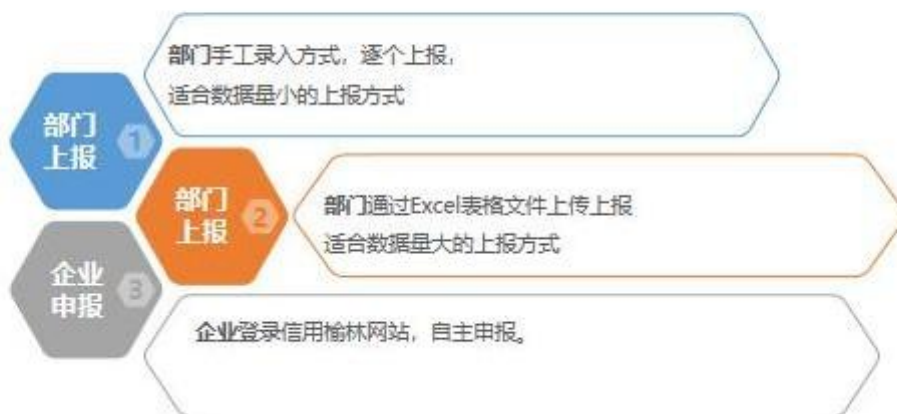 部门手工录入方式，逐个上报，
适合数据量小的上报方式
部门
上报
1
部门
上报
2
部门通过Excel表格文件上传上报
适合数据量大的上报方式
企业
申报
3
企业登录信用榆林网站，自主申报。